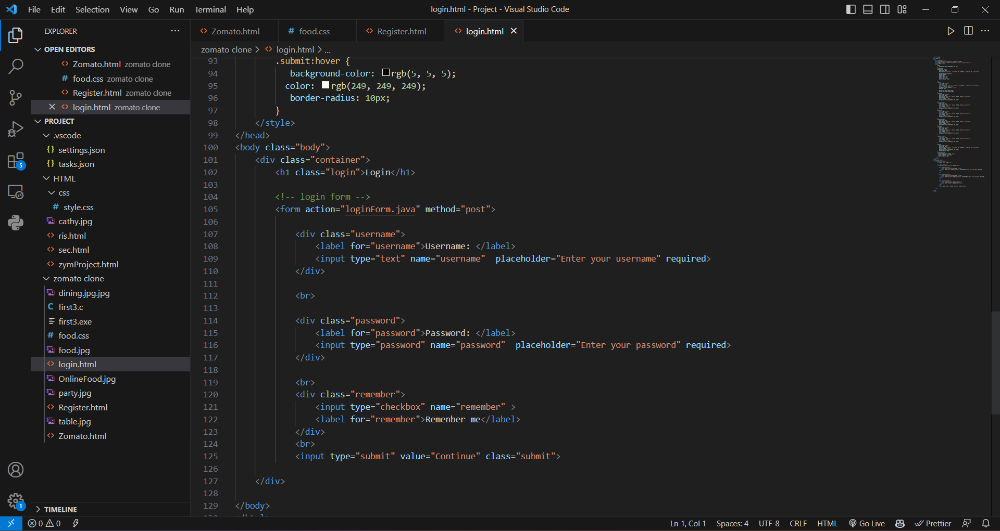 File Edit Selection View Go Run Terminal Help
login.html - Project - Visual Studio Code
EXPLORER
OPEN EDITORS
Zomato.html zomato clone
food.css zomato clone
Register.html zomato clone
login.html zomato clone
PROJECT
.vscode
{} settings.json
{} tasks.json
HTML
css
# style.css
cathy.jpg
<> ris.html
<> sec.html
<> zymProject.html
zomato clone
dining.jpg.jpg
C first3.c
first3.exe
# food.css
food.jpg
<> login.html
OnlineFood.jpg
party.jpg
<> Register.html
table.jpg
<> Zomato.html
TIMELINE
5
1
<> Zomato.html # food.css <> Register.html <> login.html
zomato clone > <> login.html > ...
93 .submit:hover {
94 background-color: rgb(5, 5, 5);
95 color: rgb(249, 249, 249);
96 border-radius: 10px;
97 }
98 </style>
99 </head>
100 <body class="body">
101 <div class="container">
102 <h1 class="login">Login</h1>
103
104 <!-- login form -->
105 <form action="loginForm.java" method="post">
106
107 <div class="username">
108 <label for="username">Username: </label>
109 <input type="text" name="username"  placeholder="Enter your username" required>
110 </div>
111
112 <br>
113
114 <div class="password">
115 <label for="password">Password: </label>
116 <input type="password" name="password"  placeholder="Enter your password" required>
117 </div>
118
119 <br>
120 <div class="remember">
121 <input type="checkbox" name="remember" >
122 <label for="remember">Remenber me</label>
123 </div>
124 <br>
125 <input type="submit" value="Continue" class="submit">
126
127 </div>
128
129 </body>
0 0
Ln 1, Col 1 Spaces: 4 UTF-8 CRLF HTML Go Live Prettier